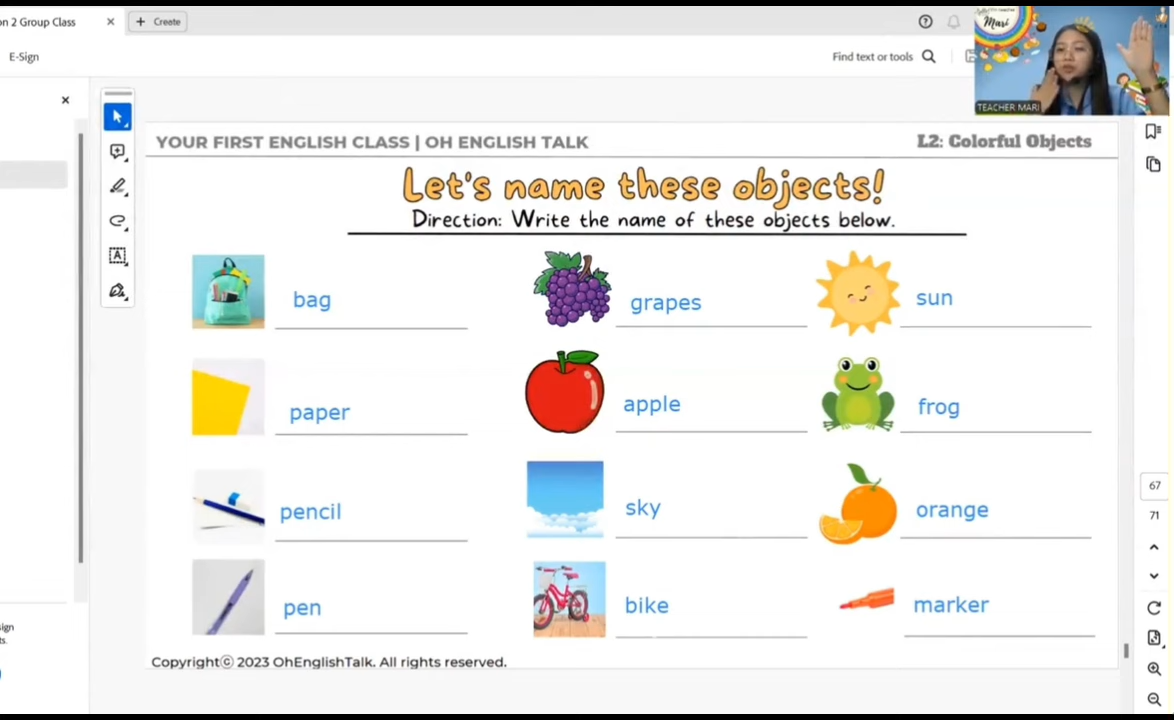 on 2 Group Class
Create
E-Sign
Find text or tools
Mari
TEACHER MARI
YOUR FIRST ENGLISH CLASS | OH ENGLISH TALK
L2: Colorful Objects
Let's name these objects!
Direction: Write the name of these objects below.
bag
grapes
sun
paper
apple
frog
pencil
sky
orange
pen
bike
marker
67
71
ign
ts.
Copyright© 2023 OhEnglishTalk. All rights reserved.